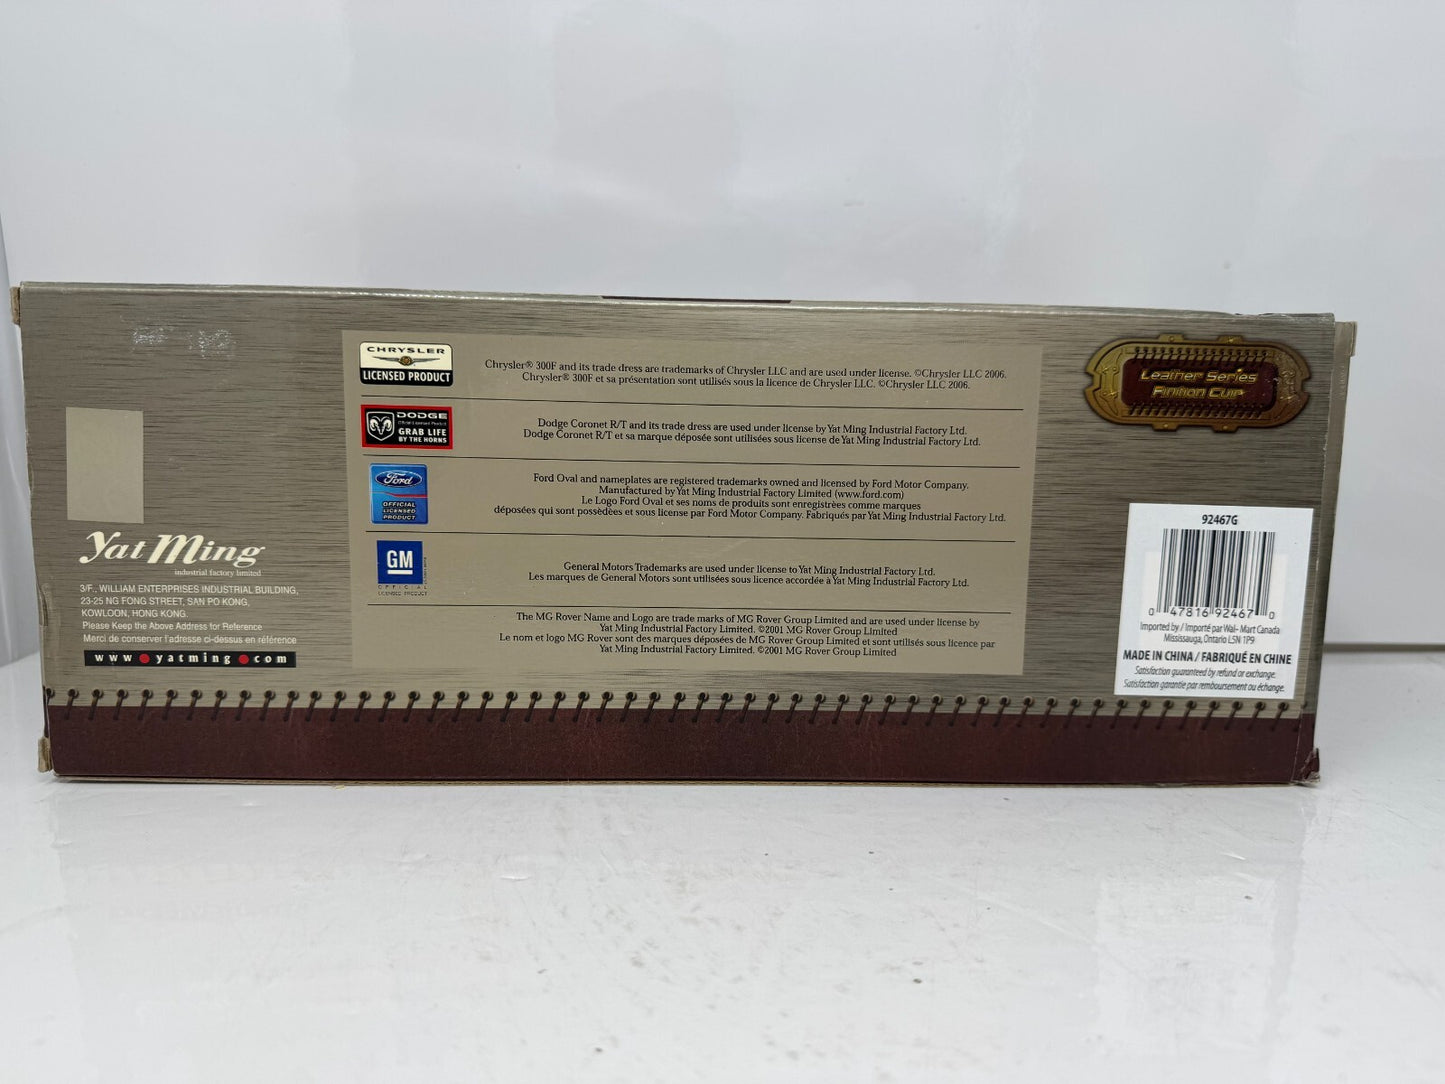 CHRYSLER
LICENSED PRODUCT
Chrysler® 300F and its trade dress are trademarks of Chrysler LLC and are used under license. ©Chrysler LLC 2006.
Chrysler® 300F et sa présentation sont utilisés sous la licence de Chrysler LLC. ©Chrysler LLC 2006.
DODGE
Official Licensed Product
GRAB LIFE
BY THE HORNS
Dodge Coronet R/T and its trade dress are used under license by Yat Ming Industrial Factory Ltd.
Dodge Coronet R/T et sa marque déposée sont utilisées sous license de Yat Ming Industrial Factory Ltd.
Ford
OFFICIAL
LICENSED
PRODUCT
Ford Oval and nameplates are registered trademarks owned and licensed by Ford Motor Company.
Manufactured by Yat Ming Industrial Factory Limited (www.ford.com)
Le Logo Ford Oval et ses noms de produits sont enregistrées comme marques
déposées qui sont possèdées et sous license par Ford Motor Company. Fabriqués par Yat Ming Industrial Factory Ltd.
GM
OFFICIAL
LICENSED PRODUCT
General Motors Trademarks are used under license to Yat Ming Industrial Factory Ltd.
Les marques de General Motors sont utilisées sous licence accordée à Yat Ming Industrial Factory Ltd.
The MG Rover Name and Logo are trade marks of MG Rover Group Limited and are used under license by
Yat Ming Industrial Factory Limited. ©2001 MG Rover Group Limited
Le nom et logo MG Rover sont des marques déposées de MG Rover Group Limited et sont utilisés sous licence par
Yat Ming Industrial Factory Limited. ©2001 MG Rover Group Limited
Yat Ming
industrial factory limited
3/F., WILLIAM ENTERPRISES INDUSTRIAL BUILDING,
23-25 NG FONG STREET, SAN PO KONG,
KOWLOON, HONG KONG.
Please Keep the Above Address for Reference
Merci de conserver l'adresse ci-dessus en référence
www.yatming.com
Leather Series
Finition Cuir
92467G
0 47816 92467 0
Imported by / Importé par Wal-Mart Canada
Mississauga, Ontario L5N 1P9
MADE IN CHINA / FABRIQUÉ EN CHINE
Satisfaction guaranteed by refund or exchange.
Satisfaction garantie par remboursement ou échange.